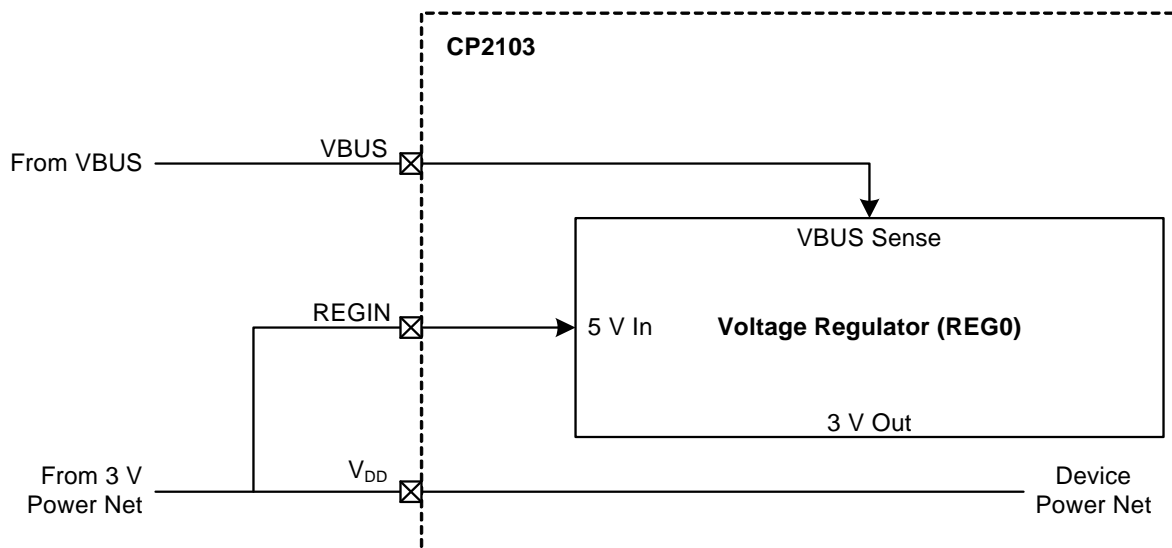 CP2103
VBUS
From VBUS
VBUS Sense
REGIN
5 V In
Voltage Regulator (REG0)
3 V Out
From 3 V
Power Net
VDD
Device
Power Net